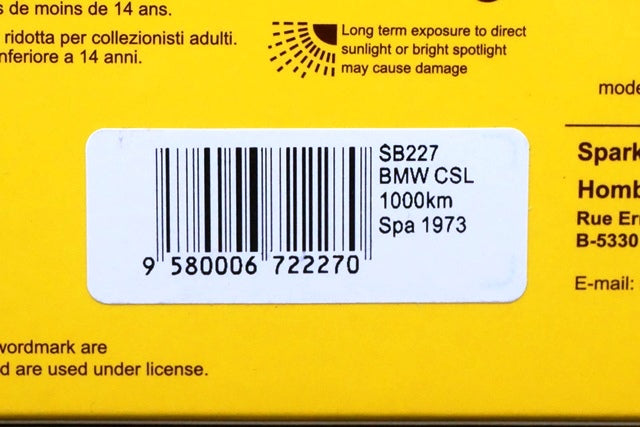 s de moins de 14 ans.
ridotta per collezionisti adulti.
nferiore a 14 anni.
Long term exposure to direct
sunlight or bright spotlight
may cause damage
mode
SB227
BMW CSL
1000km
Spa 1973
9 580006 722270
Spark
Homb
Rue Er
B-5330
E-mail:
wordmark are
d are used under license.